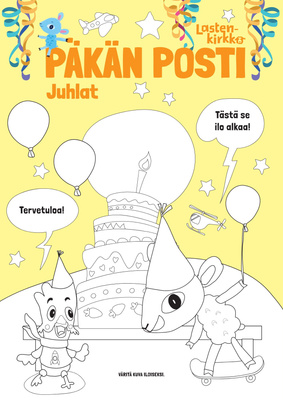 Lasten-
kirkko
PÄKÄN POSTI
Juhlat
Tästä se
ilo alkaa!
Tervetuloa!
VÄRITÄ KUVA ILOISEKSI.